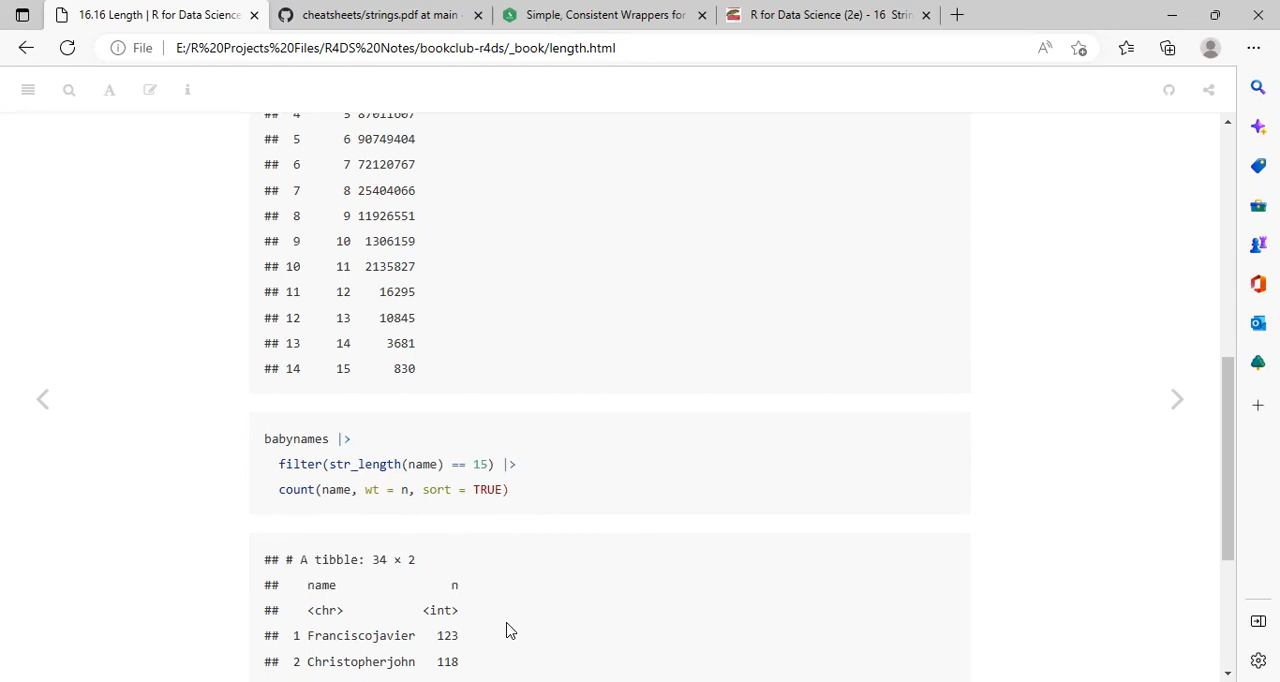 16.16 Length | R for Data Science
cheatsheets/strings.pdf at main
Simple, Consistent Wrappers for
R for Data Science (2e) - 16 Strin
File
E:/R%20Projects%20Files/R4DS%20Notes/bookclub-r4ds/_book/length.html
## 4 5 87011607
## 5 6 90749404
## 6 7 72120767
## 7 8 25404066
## 8 9 11926551
## 9 10 1306159
## 10 11 2135827
## 11 12 16295
## 12 13 10845
## 13 14 3681
## 14 15 830
babynames |>
filter(str_length(name) == 15) |>
count(name, wt = n, sort = TRUE)
## # A tibble: 34 × 2
## name n
## <chr> <int>
## 1 Franciscojavier 123
## 2 Christopherjohn 118